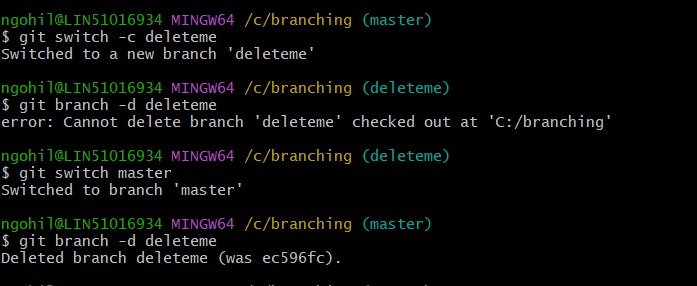 ngohil@LIN51016934 MINGW64 /c/branching (master)
$ git switch -c deleteme
Switched to a new branch 'deleteme'
ngohil@LIN51016934 MINGW64 /c/branching (deleteme)
$ git branch -d deleteme
error: Cannot delete branch 'deleteme' checked out at 'C:/branching'
ngohil@LIN51016934 MINGW64 /c/branching (deleteme)
$ git switch master
Switched to branch 'master'
ngohil@LIN51016934 MINGW64 /c/branching (master)
$ git branch -d deleteme
Deleted branch deleteme (was ec596fc).